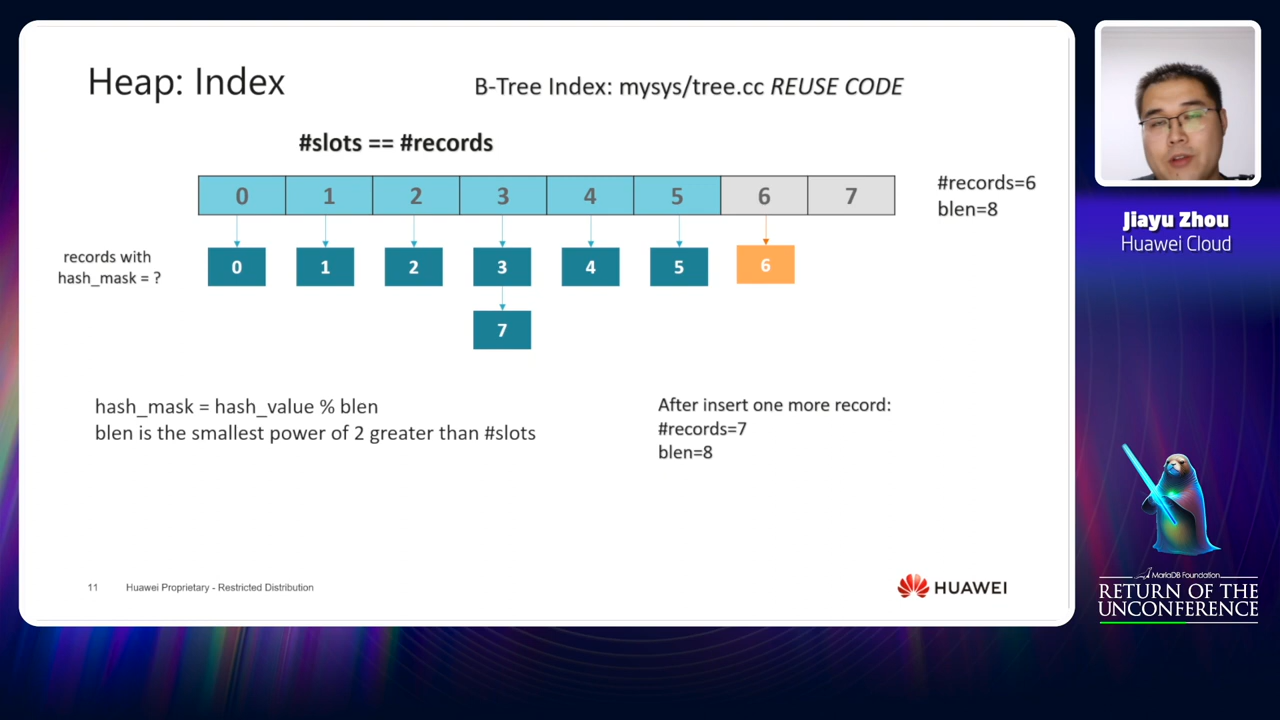 Heap: Index
B-Tree Index: mysys/tree.cc REUSE CODE
#slots == #records
0 1 2 3 4 5 6 7
#records=6
blen=8
records with
hash_mask = ?
0 1 2 3 4 5 6
7
hash_mask = hash_value % blen
blen is the smallest power of 2 greater than #slots
After insert one more record:
#records=7
blen=8
11 Huawei Proprietary - Restricted Distribution
HUAWEI
Jiayu Zhou
Huawei Cloud
MariaDB Foundation
RETURN OF THE
UNCONFERENCE